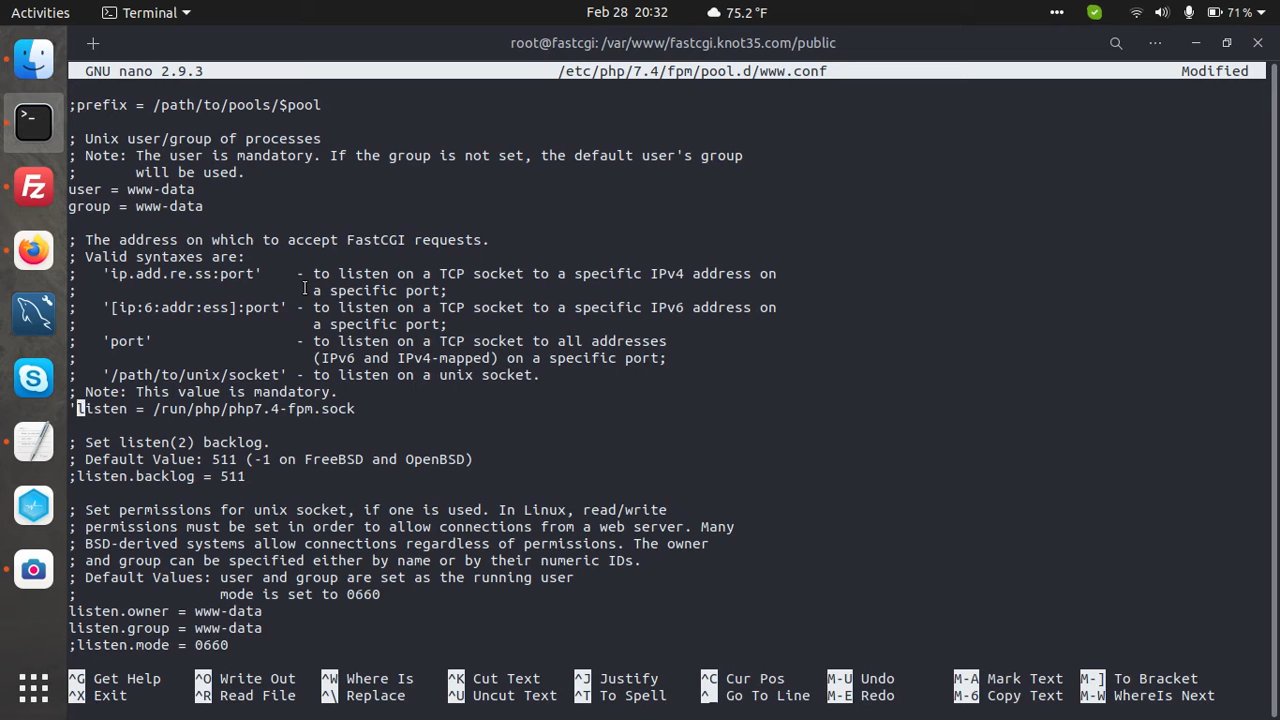 Activities Terminal Feb 28 20:32 75.2 °F 71 %
root@fastcgi: /var/www/fastcgi.knot35.com/public
GNU nano 2.9.3 /etc/php/7.4/fpm/pool.d/www.conf Modified
;prefix = /path/to/pools/$pool
; Unix user/group of processes
; Note: The user is mandatory. If the group is not set, the default user's group
;       will be used.
user = www-data
group = www-data
; The address on which to accept FastCGI requests.
; Valid syntaxes are:
;   'ip.add.re.ss:port'    - to listen on a TCP socket to a specific IPv4 address on
;                            a specific port;
;   '[ip:6:addr:ess]:port' - to listen on a TCP socket to a specific IPv6 address on
;                            a specific port;
;   'port'                 - to listen on a TCP socket to all addresses
;                            (IPv6 and IPv4-mapped) on a specific port;
;   '/path/to/unix/socket' - to listen on a unix socket.
; Note: This value is mandatory.
'listen = /run/php/php7.4-fpm.sock
; Set listen(2) backlog.
; Default Value: 511 (-1 on FreeBSD and OpenBSD)
;listen.backlog = 511
; Set permissions for unix socket, if one is used. In Linux, read/write
; permissions must be set in order to allow connections from a web server. Many
; BSD-derived systems allow connections regardless of permissions. The owner
; and group can be specified either by name or by their numeric IDs.
; Default Values: user and group are set as the running user
;                 mode is set to 0660
listen.owner = www-data
listen.group = www-data
;listen.mode = 0660
^G Get Help ^O Write Out ^W Where Is ^K Cut Text ^J Justify ^C Cur Pos M-U Undo M-A Mark Text M-] To Bracket
^X Exit ^R Read File ^\ Replace ^U Uncut Text ^T To Spell ^_ Go To Line M-E Redo M-6 Copy Text M-W WhereIs Next